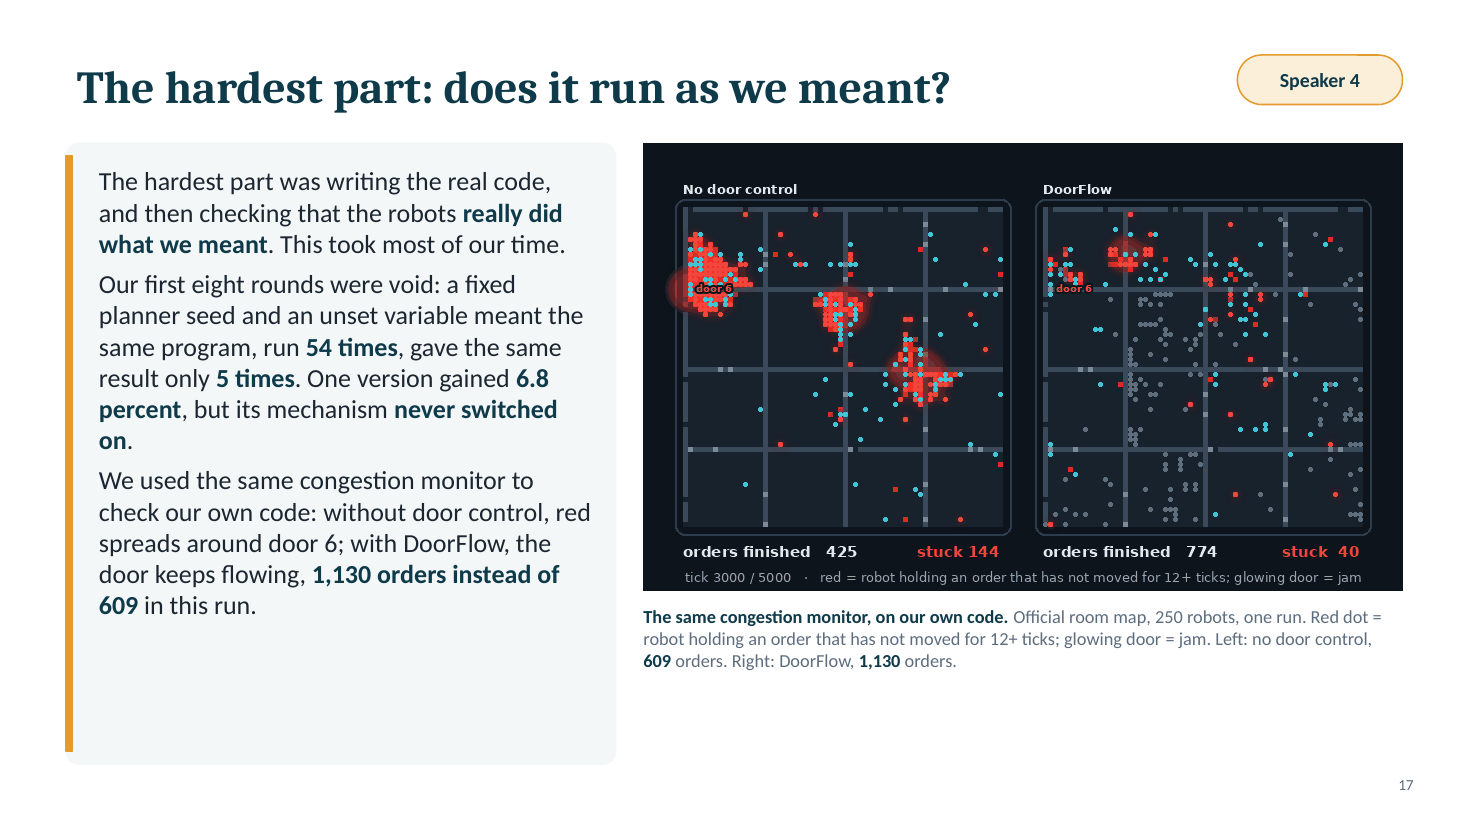 The hardest part: does it run as we meant?
Speaker 4
The hardest part was writing the real code,
and then checking that the robots really did
what we meant. This took most of our time.
Our first eight rounds were void: a fixed
planner seed and an unset variable meant the
same program, run 54 times, gave the same
result only 5 times. One version gained 6.8
percent, but its mechanism never switched
on.
We used the same congestion monitor to
check our own code: without door control, red
spreads around door 6; with DoorFlow, the
door keeps flowing, 1,130 orders instead of
609 in this run.
No door control
door 6
orders finished 425 stuck 144
DoorFlow
door 6
orders finished 774 stuck 40
tick 3000 / 5000 · red = robot holding an order that has not moved for 12+ ticks; glowing door = jam
The same congestion monitor, on our own code. Official room map, 250 robots, one run. Red dot =
robot holding an order that has not moved for 12+ ticks; glowing door = jam. Left: no door control,
609 orders. Right: DoorFlow, 1,130 orders.
17